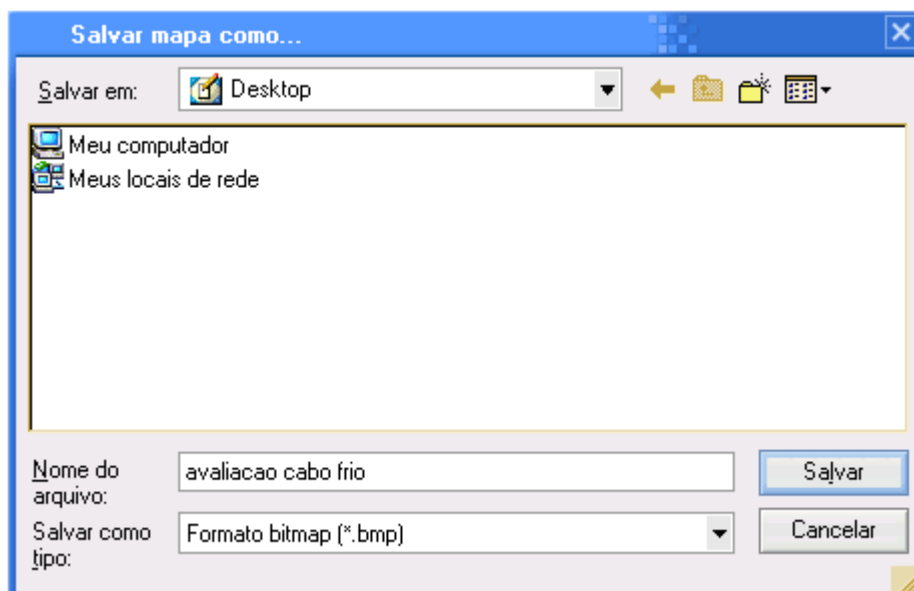 Salvar mapa como...
Salvar em:
Desktop
Meu computador
Meus locais de rede
Nome do
arquivo:
avaliacao cabo frio
Salvar
Salvar como
tipo:
Formato bitmap (*.bmp)
Cancelar